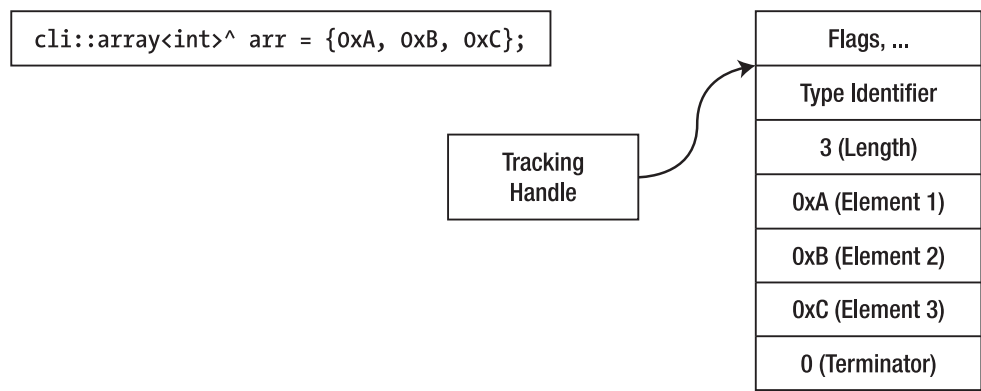 cli::array<int>^ arr = {0xA, 0xB, 0xC};
Flags, ...
Type Identifier
3 (Length)
Tracking
Handle
0xA (Element 1)
0xB (Element 2)
0xC (Element 3)
0 (Terminator)